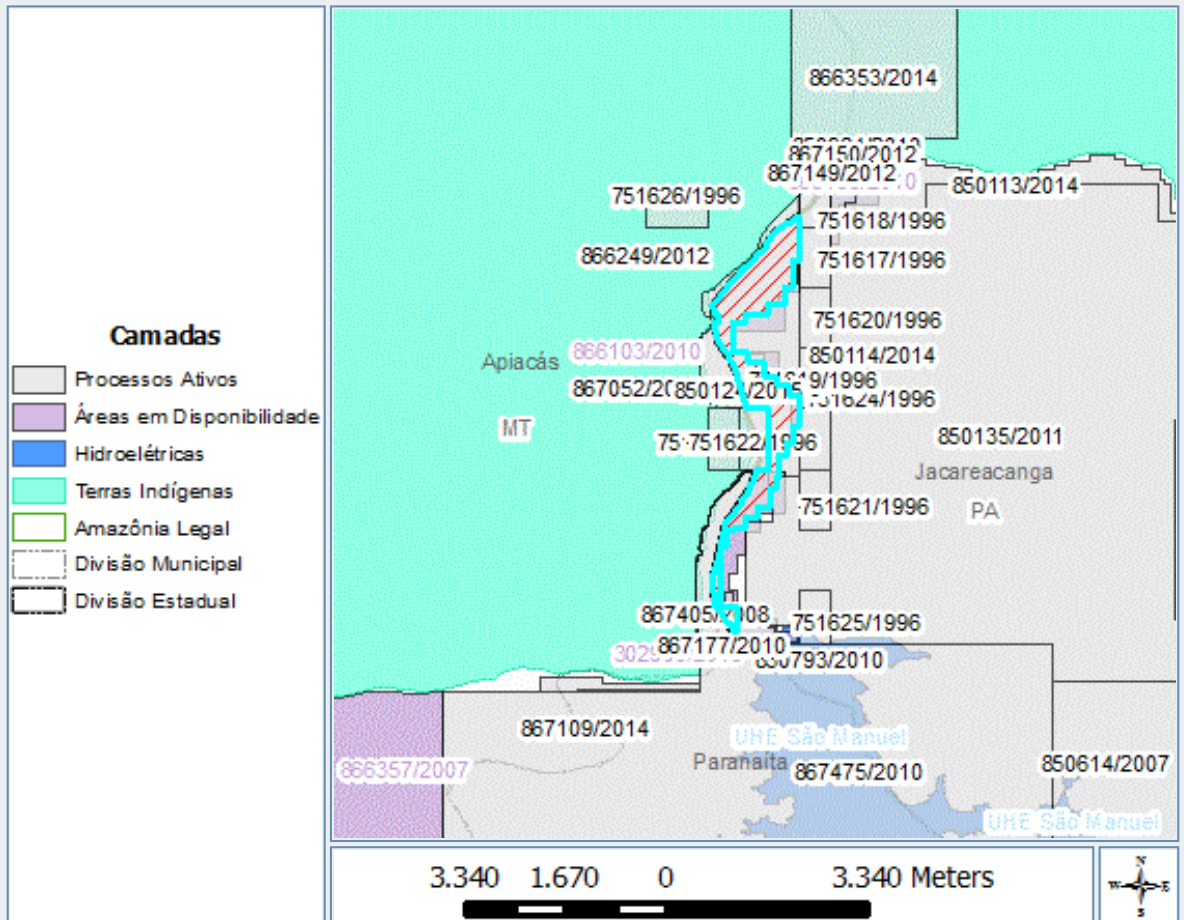 Camadas
Processos Ativos
Áreas em Disponibilidade
Hidroelétricas
Terras Indígenas
Amazônia Legal
Divisão Municipal
Divisão Estadual
866353/2014
867150/2012
867149/2012
850113/2014
751626/1996
751618/1996
866249/2012
751617/1996
751620/1996
866103/2010
850114/2014
Apiacás
751624/1996
MT
751622/1996
850135/2011
Jacareacanga
751621/1996
PA
867405/2008
751625/1996
867177/2010
850793/2010
867109/2014
UHE São Manuel
Paranaíta
866357/2007
867475/2010
850614/2007
UHE São Manuel
3.340 1.670 0 3.340 Meters
N
W E
S